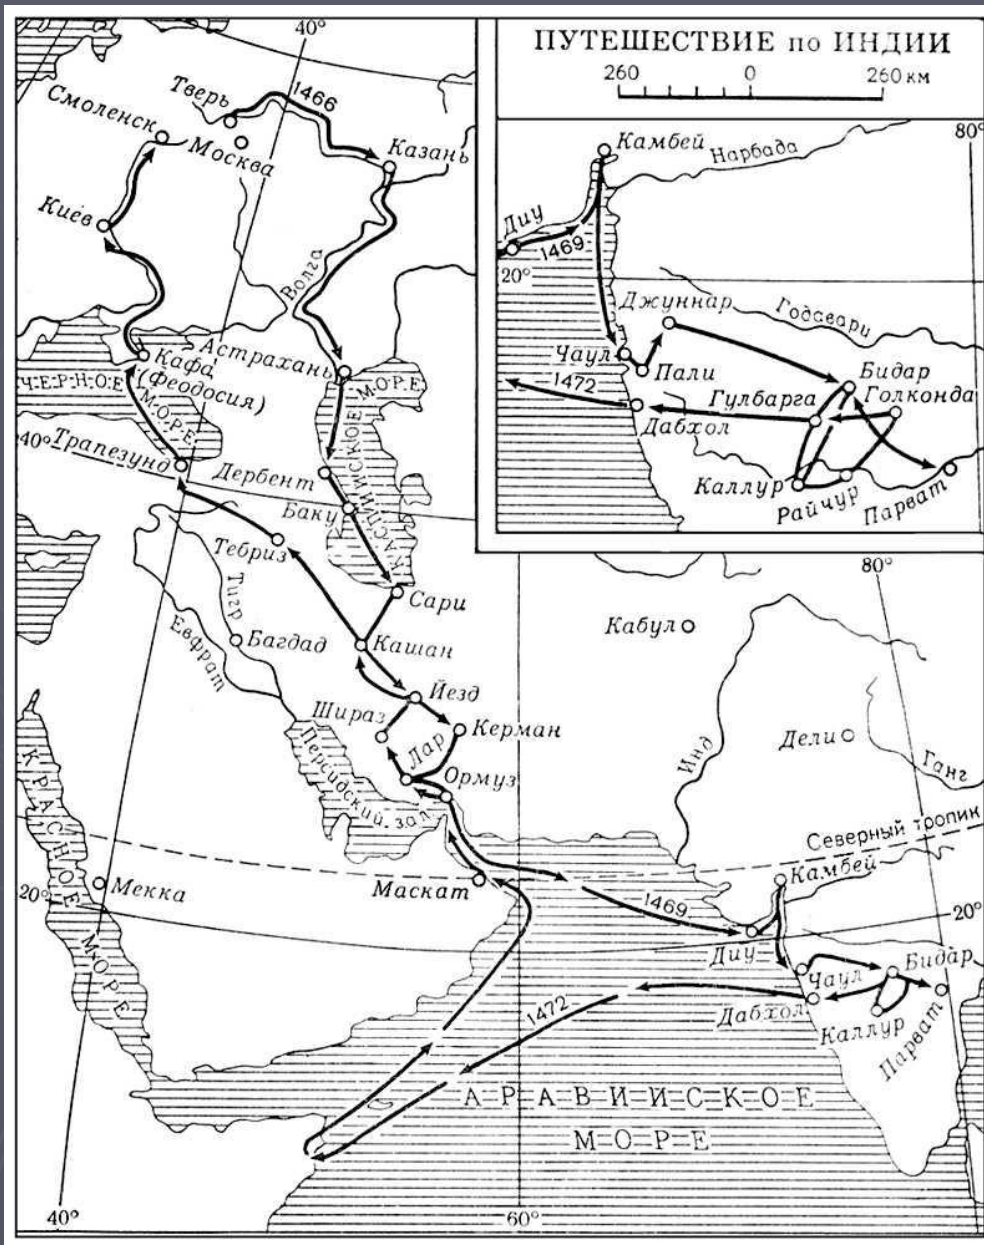 ПУТЕШЕСТВИЕ по ИНДИИ
260 0 260 км
80°
Камбей
Нарбада
Диу
1469
20°
Джуннар
Годавари
Чаул
Пали
Бидар
1472
Гулбарга
Голконда
Дабхол
Каллур
Райчур
Парват
40°
Тверь
1466
Смоленск
Москва
Казань
Киев
Волга
Астрахань
Кафа
(Феодосия)
ЧЕРНОЕ
МОРЕ
40°
Трапезунд
Дербент
Баку
КАСПИЙСКОЕ МОРЕ
Тебриз
Сари
Тигр
Евфрат
Багдад
Кашан
Йезд
Шираз
Керман
Лар
Ормуз
Персидский зал.
Кабул
80°
Инд
Дели
Ганг
Северный тропик
КРАСНОЕ МОРЕ
20°
Мекка
Маскат
Камбей
1469
20°
Диу
Чаул
Бидар
1472
Дабхол
Каллур
Парват
АРАВИЙСКОЕ
МОРЕ
40°
60°